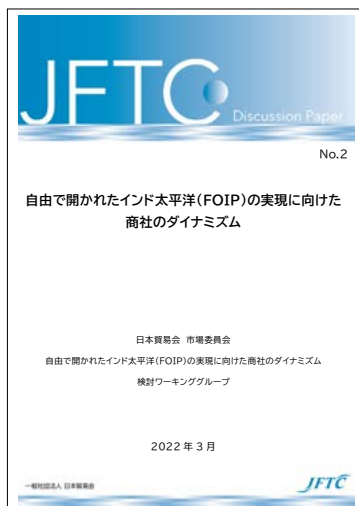 JFTC
Discussion Paper
No.2
自由で開かれたインド太平洋(FOIP)の実現に向けた
商社のダイナミズム
日本貿易会 市場委員会
自由で開かれたインド太平洋(FOIP)の実現に向けた商社のダイナミズム
検討ワーキンググループ
2022年3月
一般社団法人 日本貿易会
JFTC